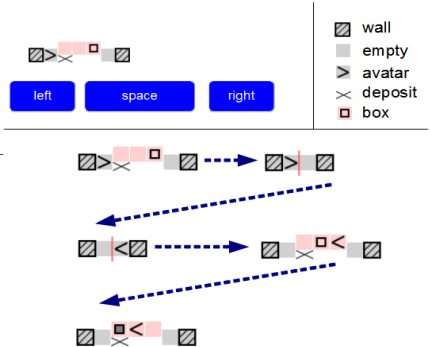 wall
empty
avatar
deposit
box
left
space
right